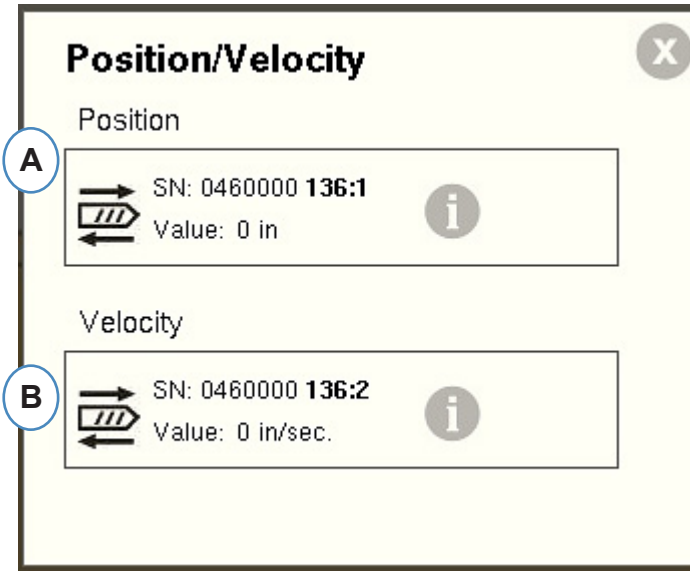 Position/Velocity
X
Position
A
SN: 0460000 136:1
Value: 0 in
i
Velocity
B
SN: 0460000 136:2
Value: 0 in/sec.
i